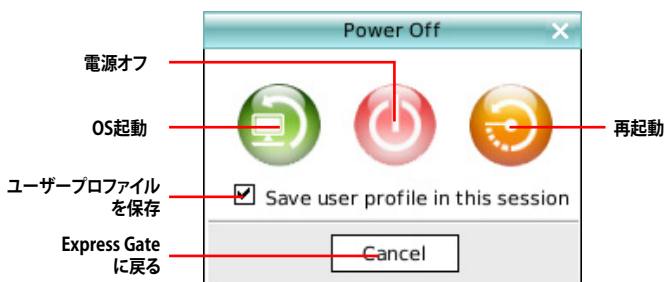 Power Off
電源オフ
OS起動
再起動
ユーザープロファイル
を保存
Save user profile in this session
Express Gate
に戻る
Cancel